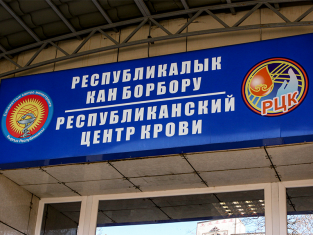 РЕСПУБЛИКАЛЫК
КАН БОРБОРУ
РЕСПУБЛИКАНСКИЙ
ЦЕНТР КРОВИ
РЦК